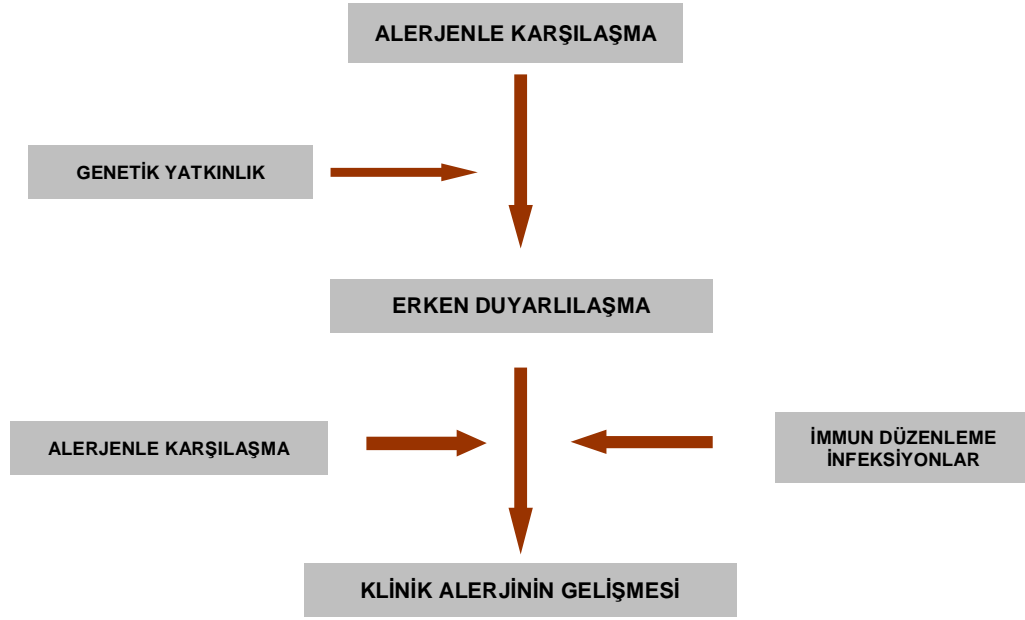 ALERJENLE KARŞILAŞMA
GENETİK YATKINLIK
ERKEN DUYARLILAŞMA
ALERJENLE KARŞILAŞMA
İMMUN DÜZENLEME
İNFEKSİYONLAR
KLİNİK ALERJİNİN GELİŞMESİ